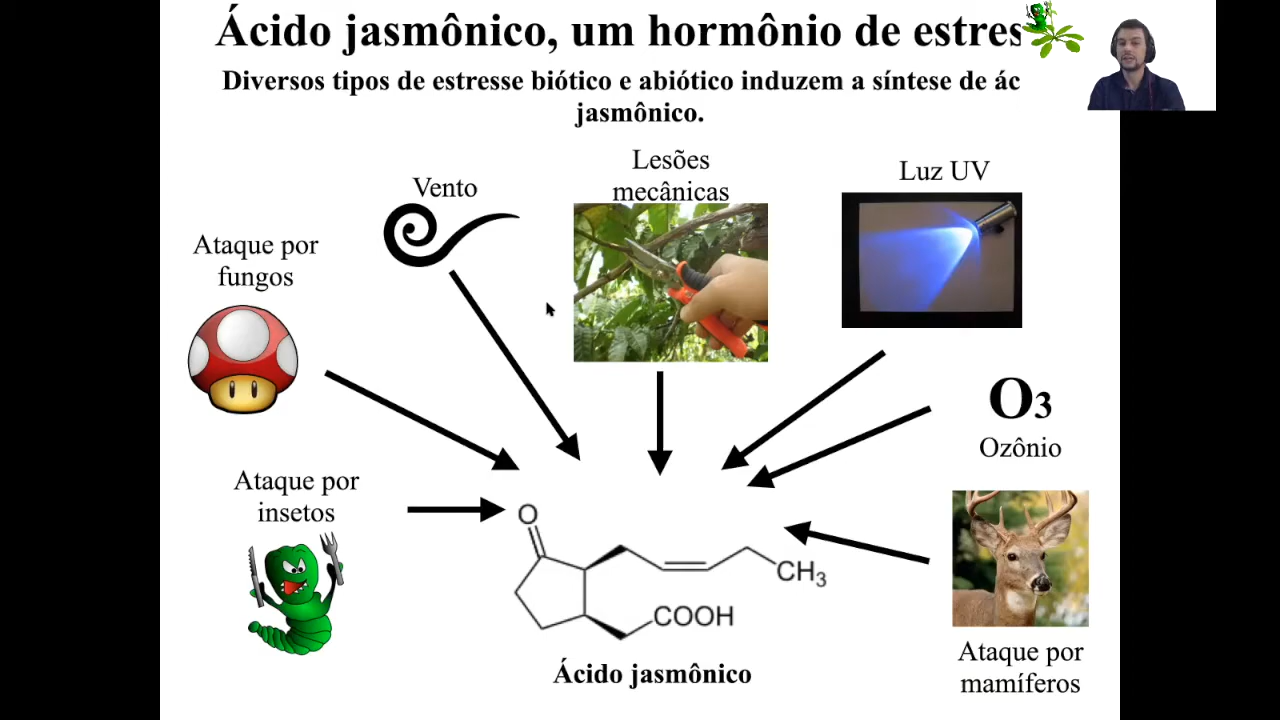 Ácido jasmônico, um hormônio de estres
Diversos tipos de estresse biótico e abiótico induzem a síntese de ác
jasmônico.
Lesões
mecânicas
Luz UV
Vento
Ataque por
fungos
O3
Ozônio
Ataque por
insetos
O
CH3
COOH
Ácido jasmônico
Ataque por
mamíferos